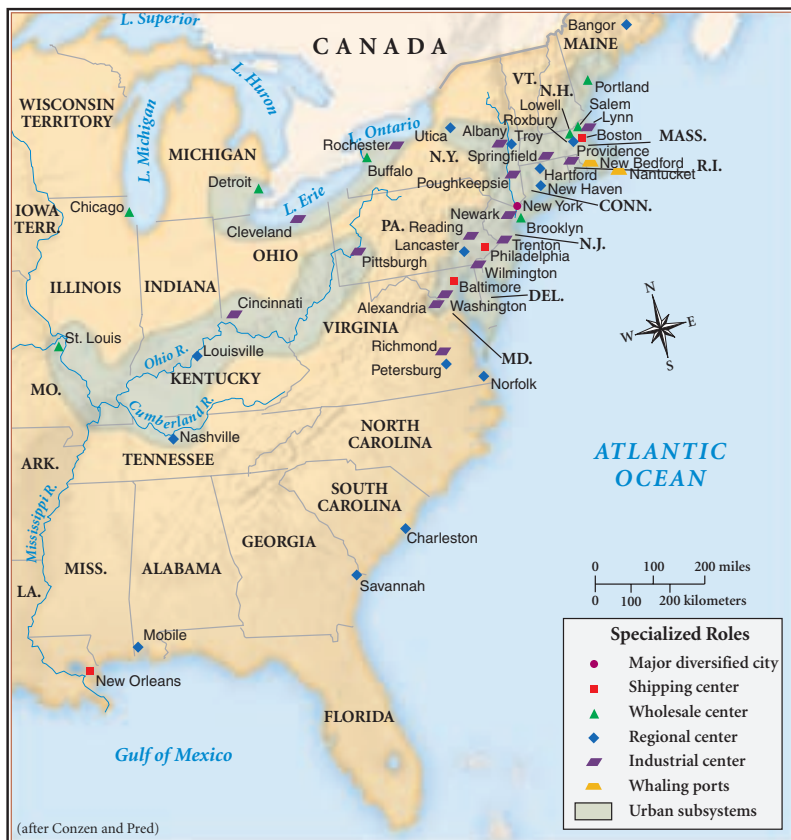 L. Superior
CANADA
Bangor
MAINE
L. Huron
VT.
N.H.
Portland
WISCONSIN
TERRITORY
L. Michigan
Lowell
Salem
Roxbury
Lynn
L. Ontario
Boston
MASS.
Utica
Albany
Troy
Rochester
MICHIGAN
N.Y.
Springfield
Providence
New Bedford
R.I.
Nantucket
Buffalo
Detroit
Hartford
Poughkeepsie
New Haven
CONN.
L. Erie
Chicago
IOWA
TERR.
Newark
New York
Cleveland
PA.
Reading
Brooklyn
N.J.
OHIO
Lancaster
Trenton
Philadelphia
Pittsburgh
Wilmington
ILLINOIS
INDIANA
Baltimore
DEL.
Cincinnati
Alexandria
Washington
VIRGINIA
N
W
E
S
St. Louis
Richmond
MD.
Ohio R.
Louisville
Petersburg
KENTUCKY
Norfolk
MO.
Cumberland R.
Nashville
NORTH
CAROLINA
TENNESSEE
ATLANTIC
OCEAN
ARK.
SOUTH
CAROLINA
Mississippi R.
Charleston
GEORGIA
MISS.
ALABAMA
0 100 200 miles
0 100 200 kilometers
Savannah
LA.
Mobile
New Orleans
FLORIDA
Gulf of Mexico
Specialized Roles
Major diversified city
Shipping center
Wholesale center
Regional center
Industrial center
Whaling ports
Urban subsystems
(after Conzen and Pred)